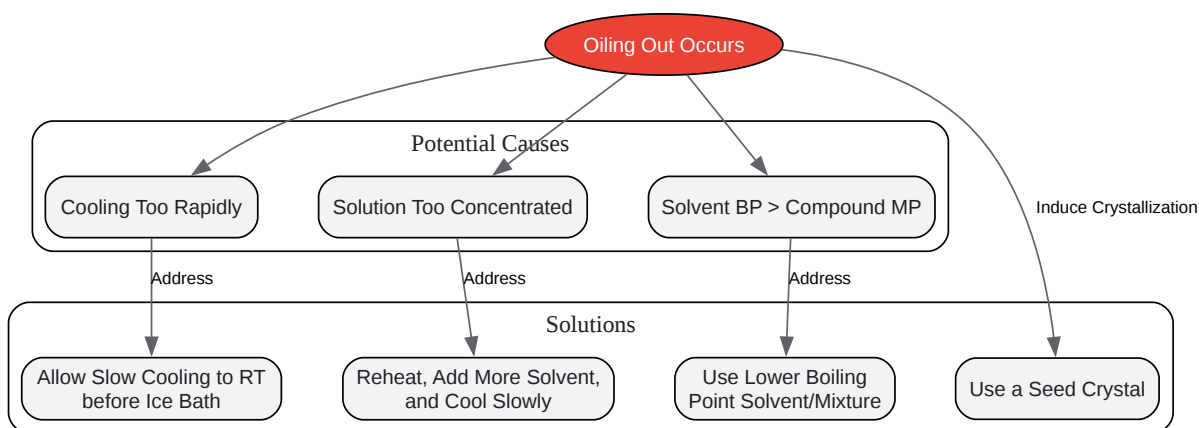 Oiling Out Occurs
Potential Causes
Cooling Too Rapidly
Solution Too Concentrated
Solvent BP > Compound MP
Induce Crystallization
Address
Address
Address
Solutions
Allow Slow Cooling to RT
before Ice Bath
Reheat, Add More Solvent,
and Cool Slowly
Use Lower Boiling
Point Solvent/Mixture
Use a Seed Crystal